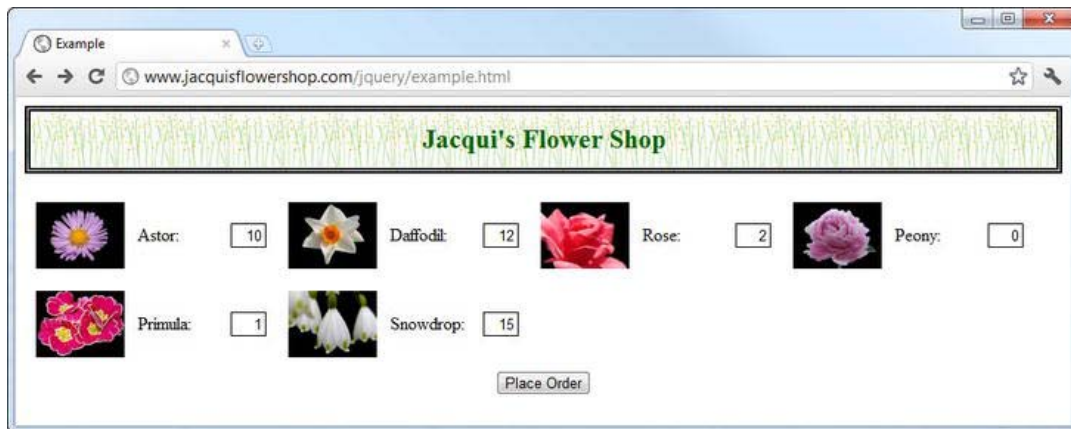 Example
www.jacquisflowershop.com/jquery/example.html
Jacqui's Flower Shop
Astor: 10 Daffodil: 12 Rose: 2 Peony: 0
Primula: 1 Snowdrop: 15
Place Order